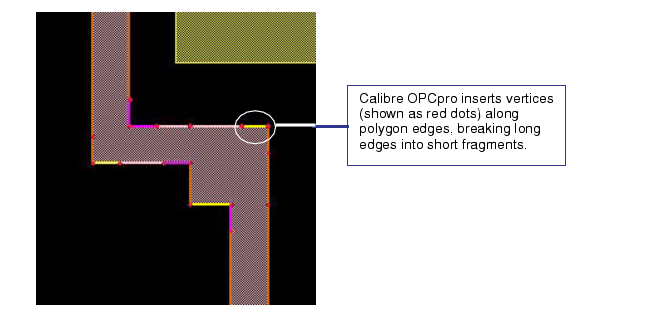 Calibre OPCpro inserts vertices
(shown as red dots) along
polygon edges, breaking long
edges into short fragments.